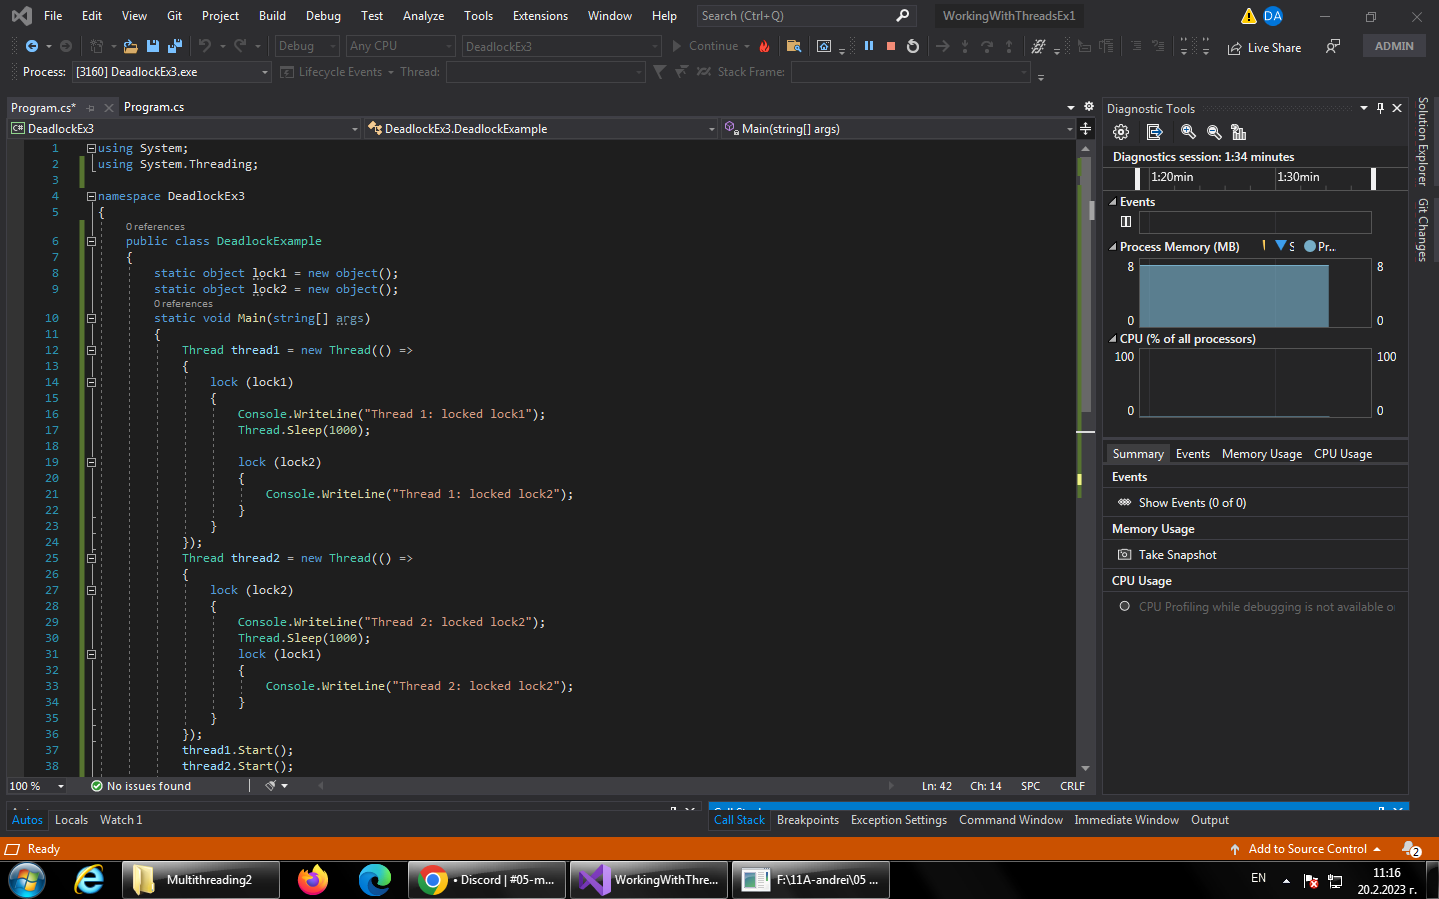 File Edit View Git Project Build Debug Test Analyze Tools Extensions Window Help Search (Ctrl+Q) WorkingWithThreadsEx1 DA
Debug Any CPU DeadlockEx3 Continue Live Share ADMIN
Process: [3160] DeadlockEx3.exe Lifecycle Events Thread: Stack Frame:
Program.cs* Program.cs
C# DeadlockEx3 DeadlockEx3.DeadlockExample Main(string[] args)
1 using System;
2 using System.Threading;
3
4 namespace DeadlockEx3
5 {
0 references
6 public class DeadlockExample
7 {
8 static object lock1 = new object();
9 static object lock2 = new object();
0 references
10 static void Main(string[] args)
11 {
12 Thread thread1 = new Thread(() =>
13 {
14 lock (lock1)
15 {
16 Console.WriteLine("Thread 1: locked lock1");
17 Thread.Sleep(1000);
18
19 lock (lock2)
20 {
21 Console.WriteLine("Thread 1: locked lock2");
22 }
23 }
24 });
25 Thread thread2 = new Thread(() =>
26 {
27 lock (lock2)
28 {
29 Console.WriteLine("Thread 2: locked lock2");
30 Thread.Sleep(1000);
31 lock (lock1)
32 {
33 Console.WriteLine("Thread 2: locked lock2");
34 }
35 }
36 });
37 thread1.Start();
38 thread2.Start();
100 % No issues found Ln: 42 Ch: 14 SPC CRLF
Diagnostic Tools
Diagnostics session: 1:34 minutes
1:20min 1:30min
Events
Process Memory (MB) S Pr...
8 8
0 0
CPU (% of all processors)
100 100
0 0
Summary Events Memory Usage CPU Usage
Events
Show Events (0 of 0)
Memory Usage
Take Snapshot
CPU Usage
CPU Profiling while debugging is not available
Solution Explorer
Git Changes
Autos Locals Watch 1 Call Stack Breakpoints Exception Settings Command Window Immediate Window Output
Ready Add to Source Control 2
Multithreading2 • Discord | #05-m... WorkingWithThre... F:\11A-andrei\05 ... EN 11:16
20.2.2023 г.